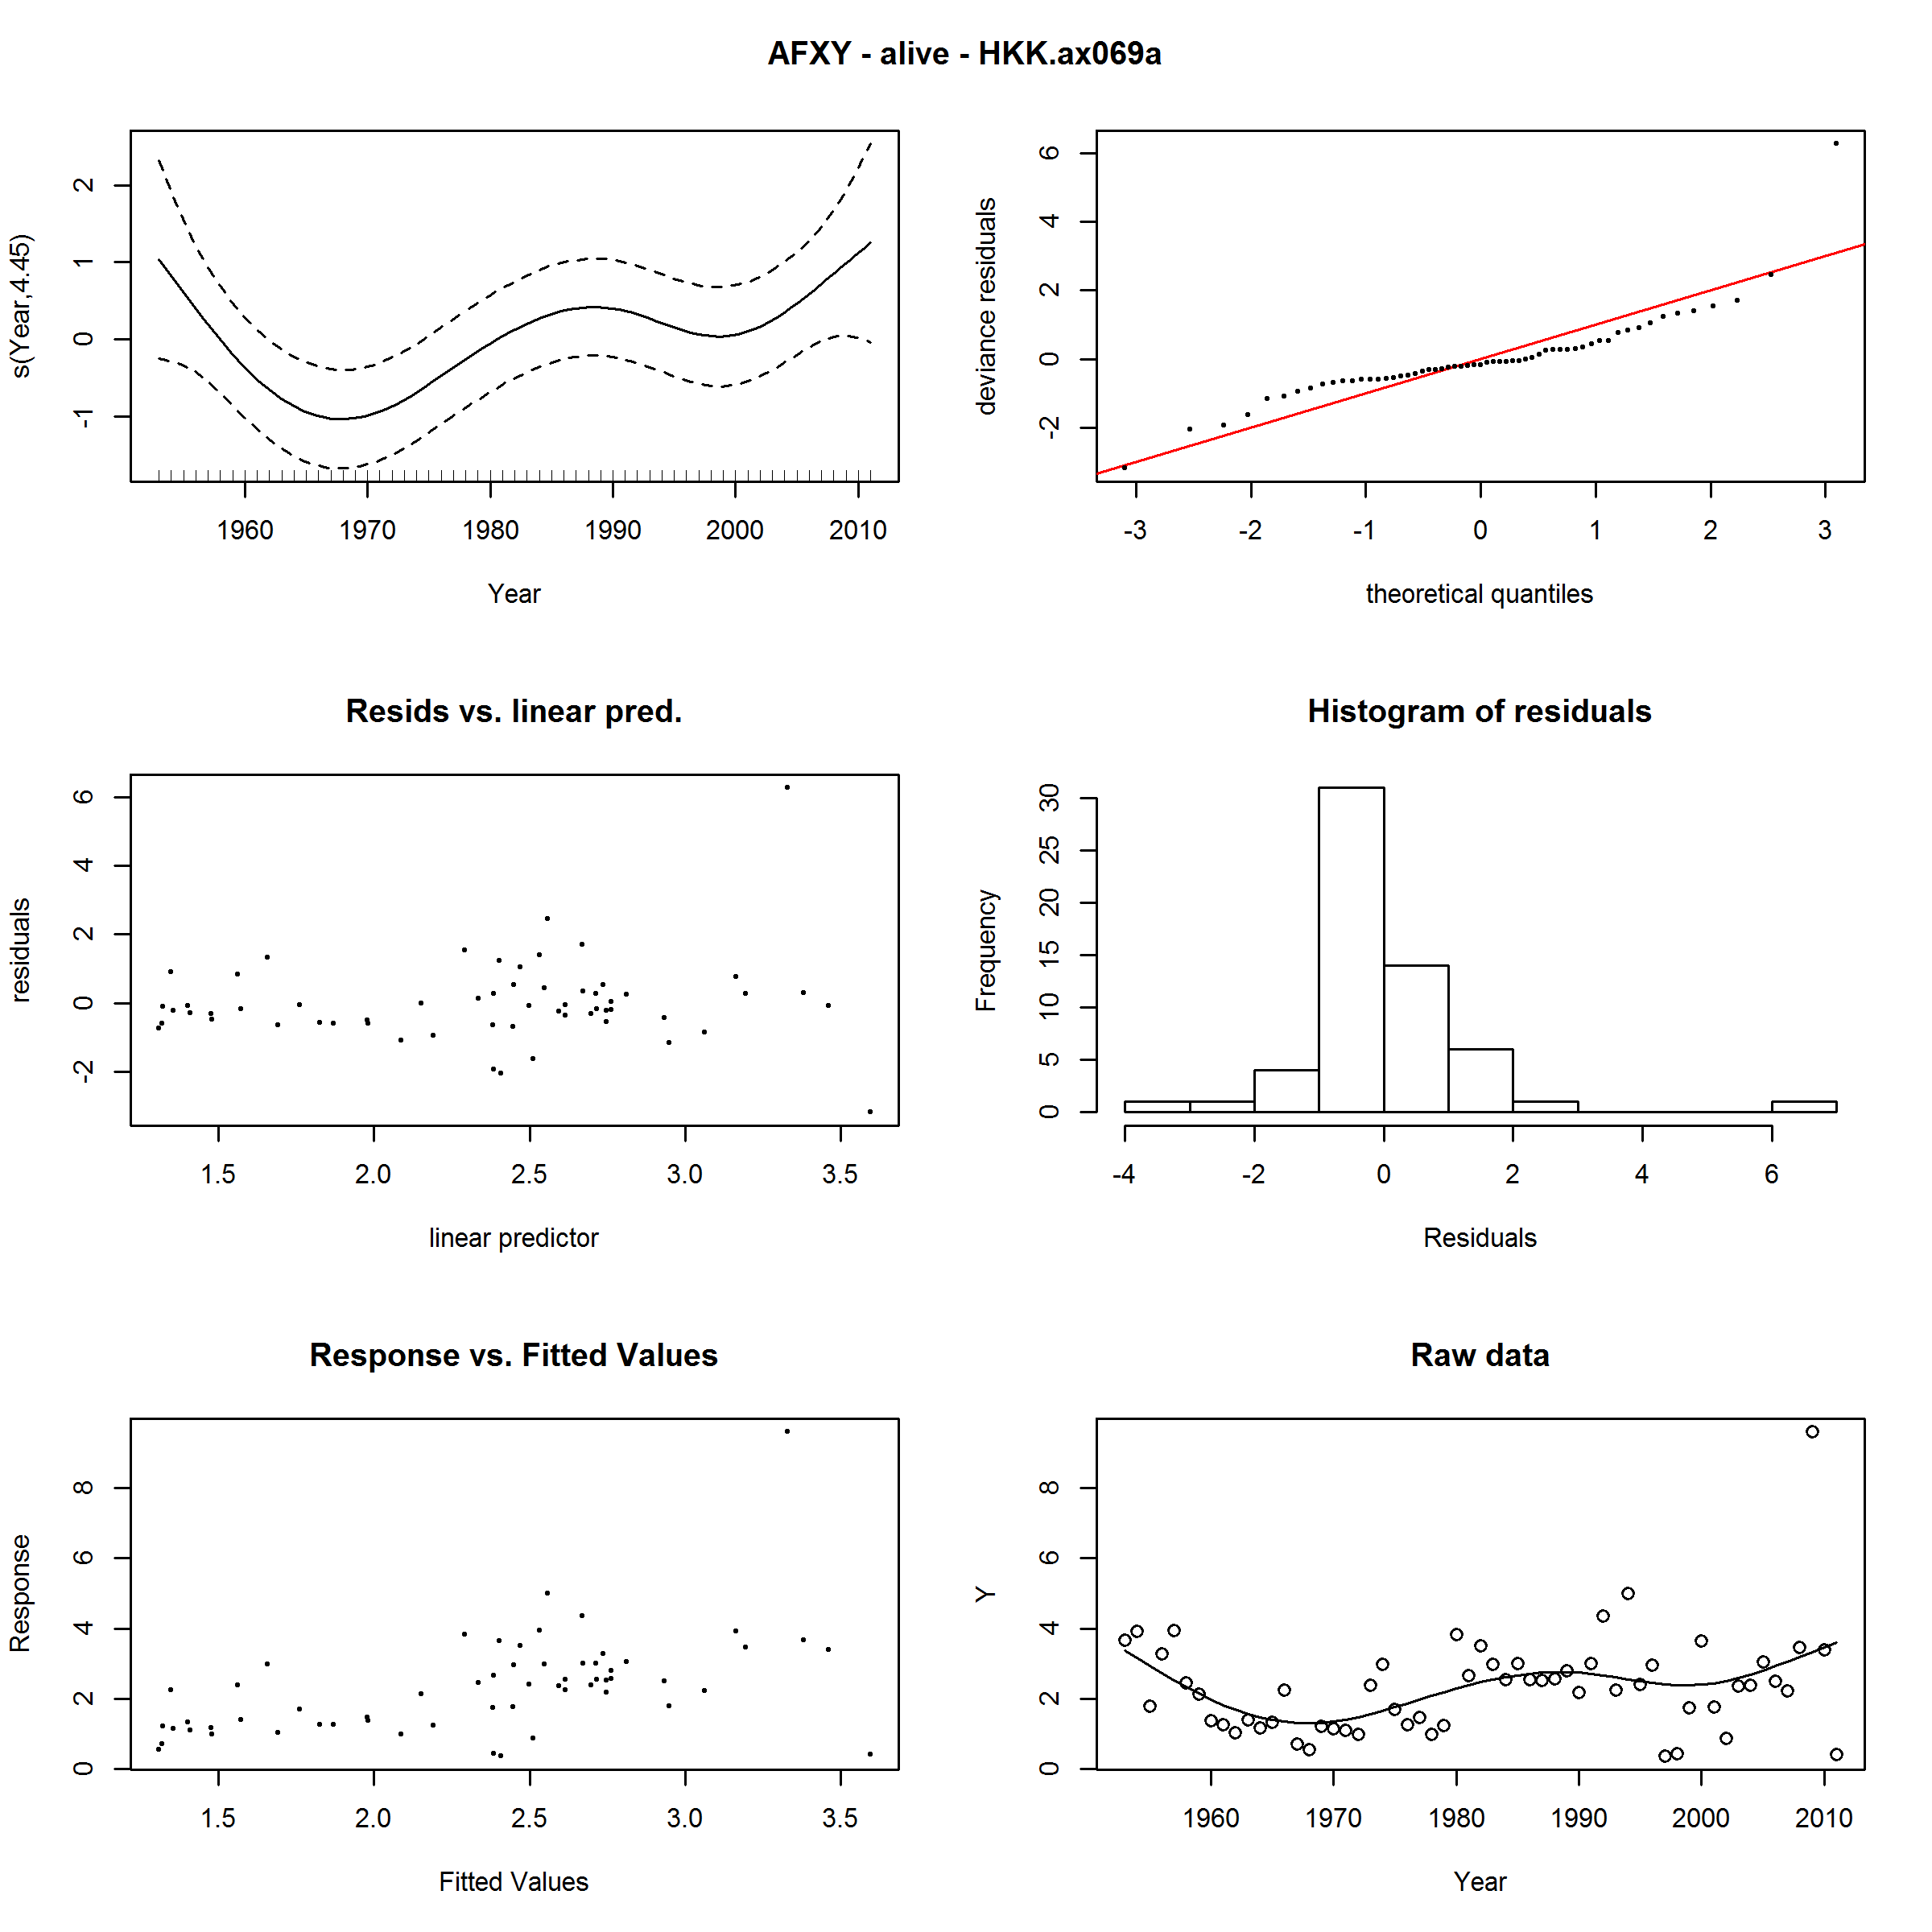 AFXY - alive - HKK.ax069a
s(Year,4.45)
2
1
0
-1
1960 1970 1980 1990 2000 2010
Year
deviance residuals
6
4
2
0
-2
-3 -2 -1 0 1 2 3
theoretical quantiles
Resids vs. linear pred.
residuals
6
4
2
0
-2
1.5 2.0 2.5 3.0 3.5
linear predictor
Histogram of residuals
Frequency
30
25
20
15
10
5
0
-4 -2 0 2 4 6
Residuals
Response vs. Fitted Values
Response
8
6
4
2
0
1.5 2.0 2.5 3.0 3.5
Fitted Values
Raw data
Y
8
6
4
2
0
1960 1970 1980 1990 2000 2010
Year